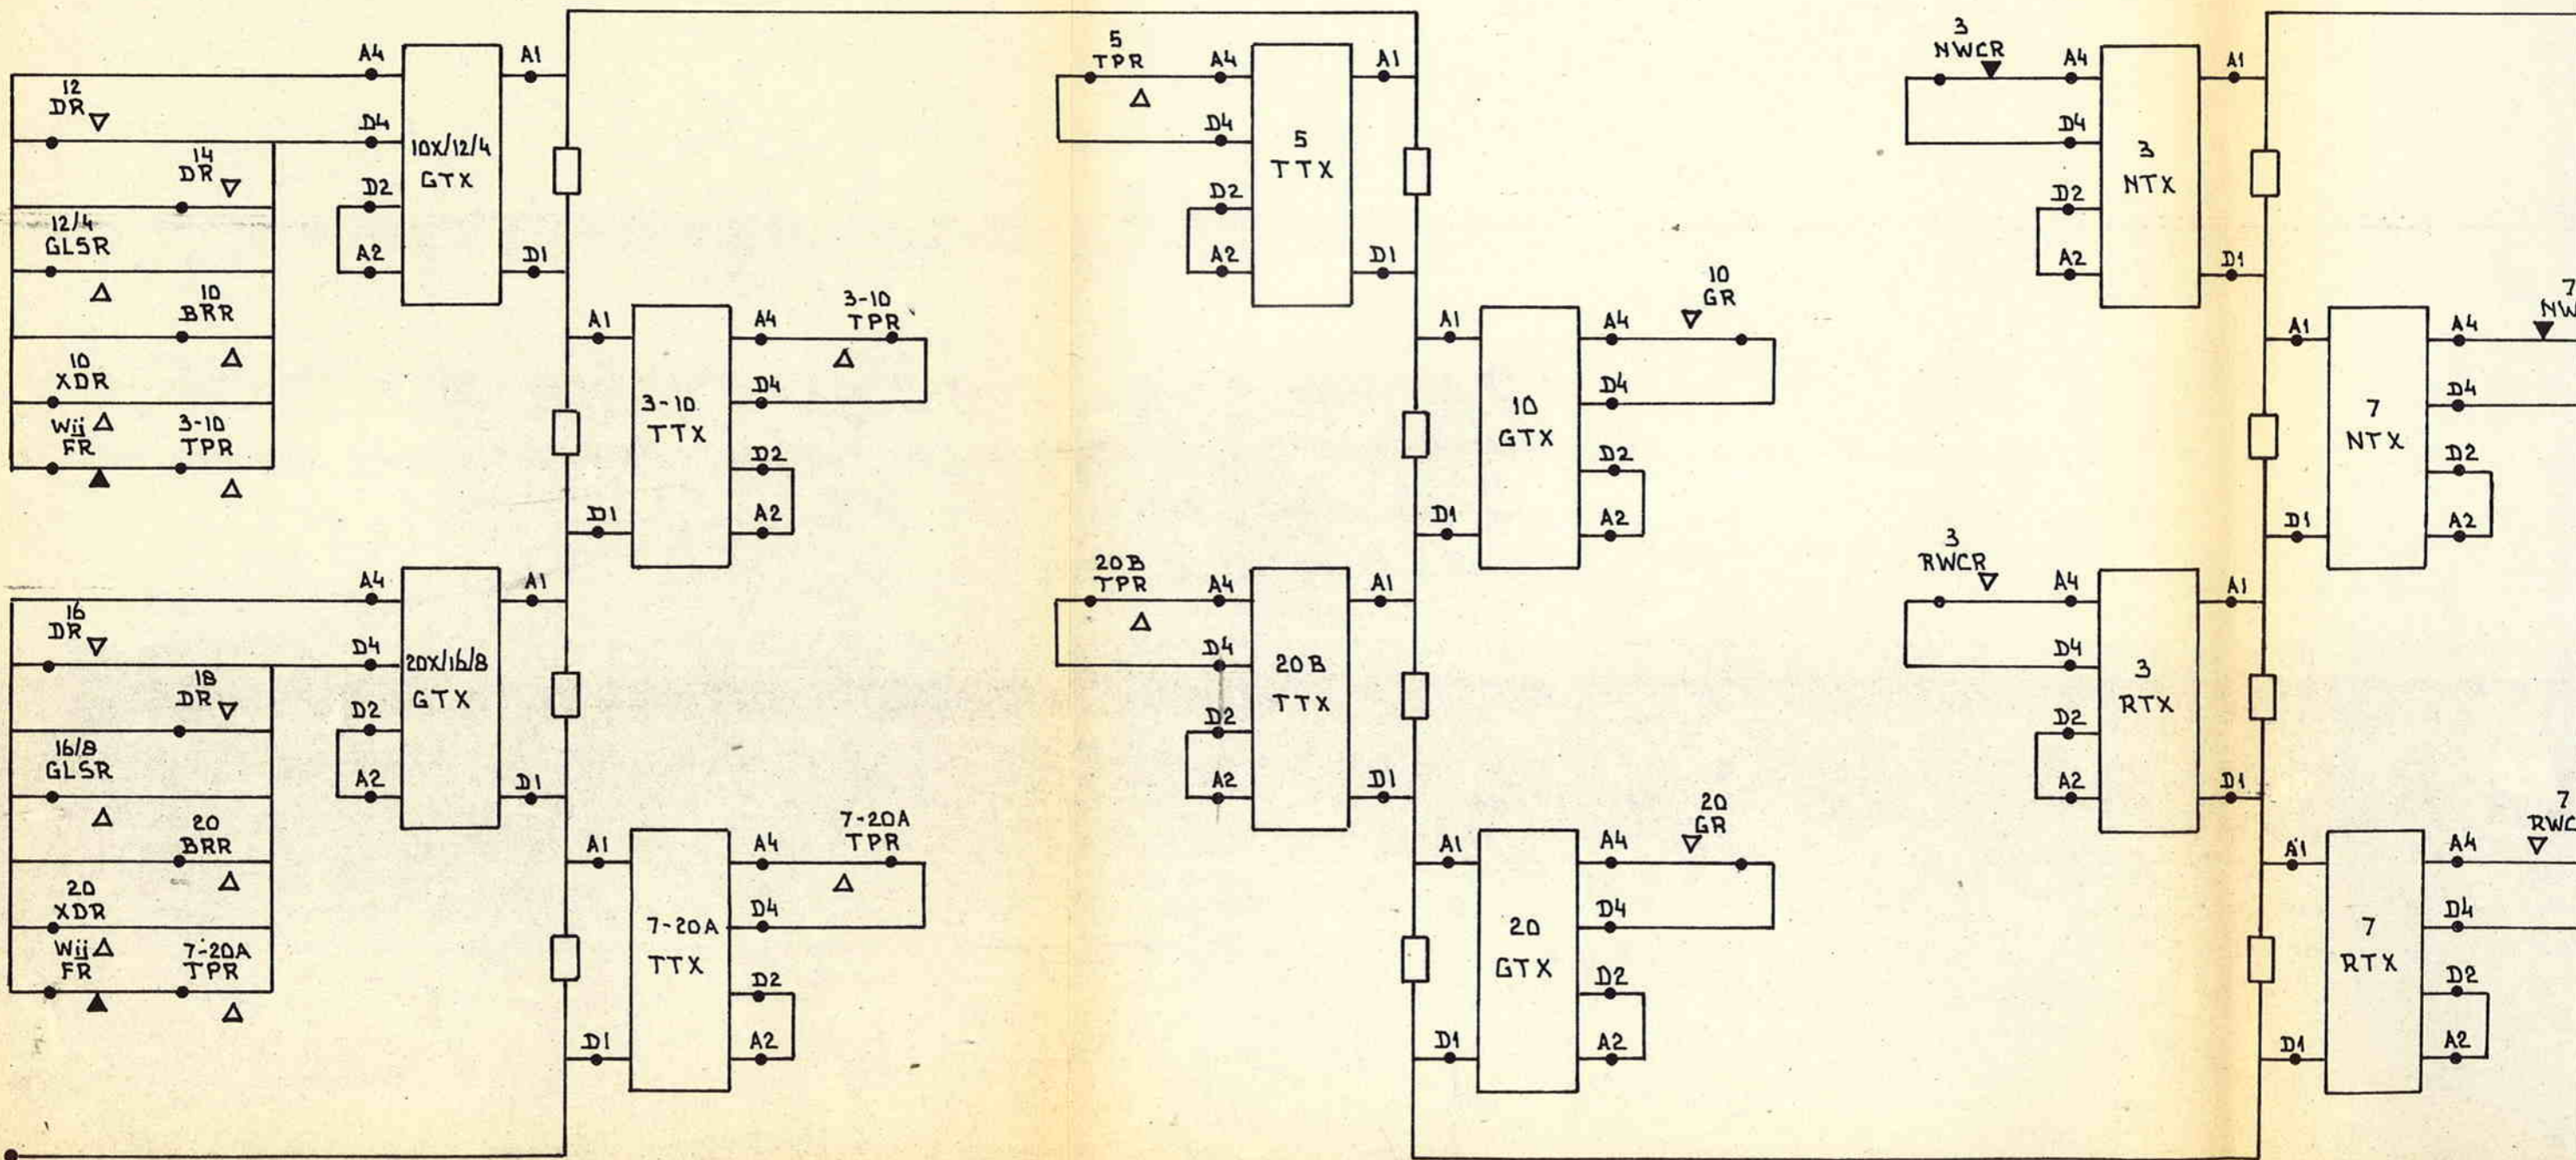 A4
A1
12
DR
D4
10X/12/4
GTX
14
DR
D2
12/4
GLSR
A2
D1
10
BRR
10
XDR
Wij
FR
3-10
TPR
A1
A4
3-10
TPR
D4
3-10
TTX
D2
D1
A2
A4
A1
16
DR
D4
20X/16/8
GTX
18
DR
D2
16/8
GLSR
A2
D1
20
BRR
20
XDR
Wij
FR
7-20A
TPR
A1
A4
7-20A
TPR
D4
7-20A
TTX
D2
D1
A2
5
TPR
A4
A1
D4
5
TTX
D2
A2
D1
10
GR
A1
A4
D4
10
GTX
D2
D1
A2
20B
TPR
A4
A1
D4
20B
TTX
D2
A2
D1
20
GR
A1
A4
D4
20
GTX
D2
D1
A2
3
NWCR
A4
A1
D4
3
NTX
D2
A2
D1
7
NW
A1
A4
D4
7
NTX
D2
D1
A2
3
RWCR
A4
A1
D4
3
RTX
D2
A2
D1
7
RWC
A1
A4
D4
7
RTX
D2
D1
A2